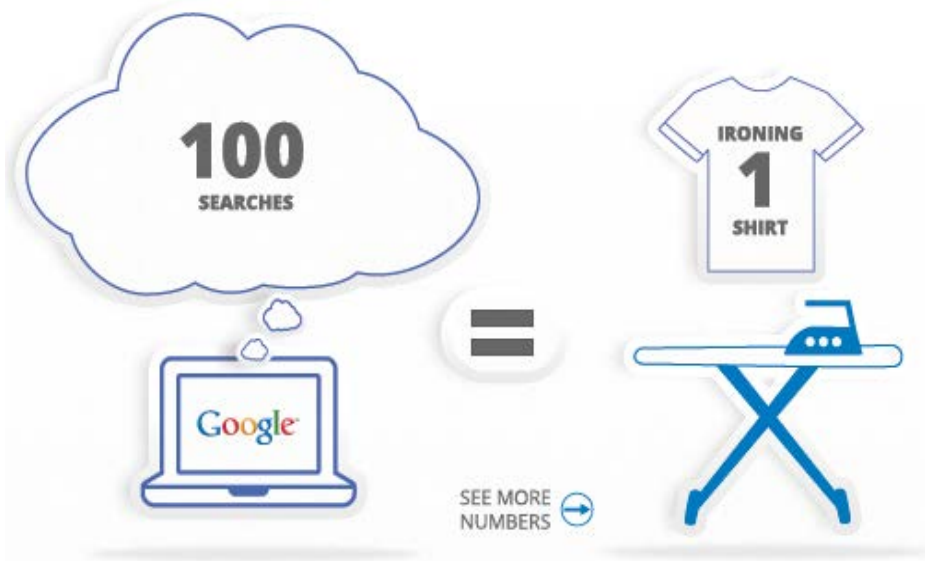 100
SEARCHES
Google
IRONING
1
SHIRT
SEE MORE
NUMBERS